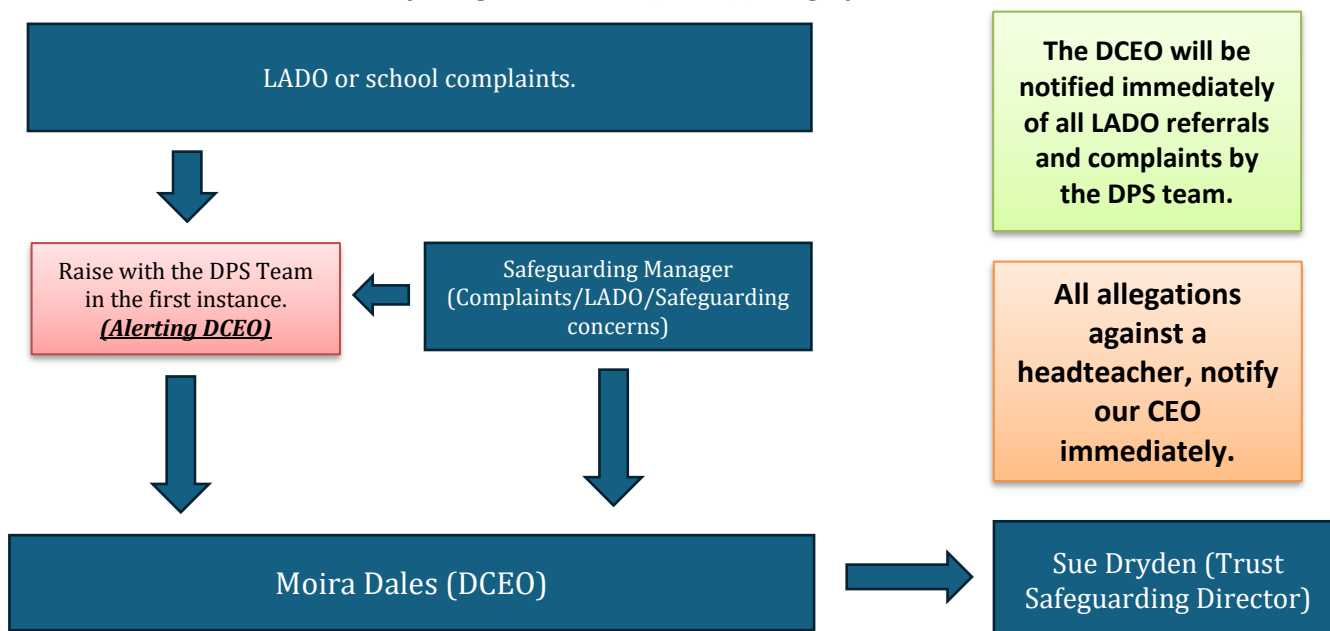 LADO or school complaints.
The DCEO will be
notified immediately
of all LADO referrals
and complaints by
the DPS team.
Raise with the DPS Team
in the first instance.
(Alerting DCEO)
Safeguarding Manager
(Complaints/LADO/Safeguarding
concerns)
All allegations
against a
headteacher, notify
our CEO
immediately.
Moira Dales (DCEO)
Sue Dryden (Trust
Safeguarding Director)